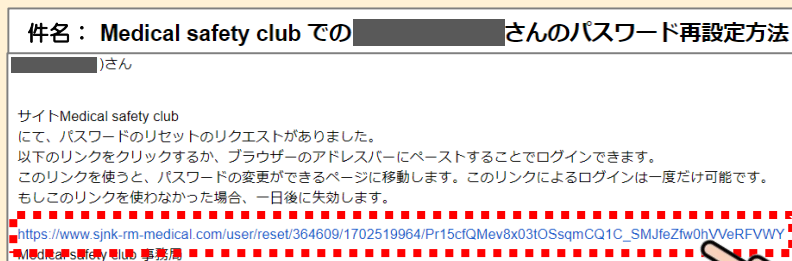 件名： Medical safety club での さんのパスワード再設定方法
)さん
サイトMedical safety club
にて、パスワードのリセットのリクエストがありました。
以下のリンクをクリックするか、ブラウザーのアドレスバーにペーストすることでログインできます。
このリンクを使うと、パスワードの変更ができるページに移動します。このリンクによるログインは一度だけ可能です。
もしこのリンクを使わなかった場合、一日後に失効します。
https://www.sjnk-rm-medical.com/user/reset/364609/1702519964/Pr15cfQMev8x03tOSsqmCQ1C_SMJfeZfw0hVVeRFVWY
Medical safety club 事務局